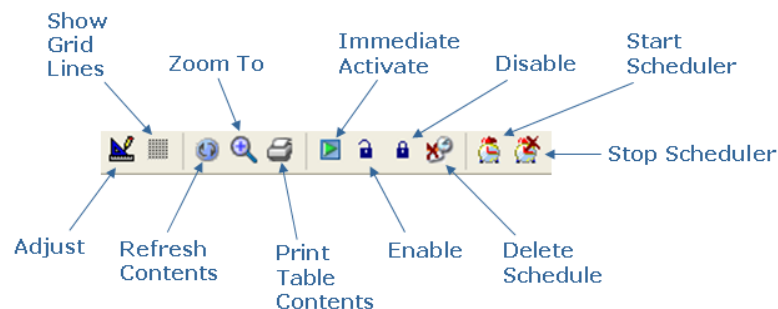 Show
Grid
Lines
Zoom To
Immediate
Activate
Disable
Start
Scheduler
Stop Scheduler
Adjust
Refresh
Contents
Print
Table
Contents
Enable
Delete
Schedule